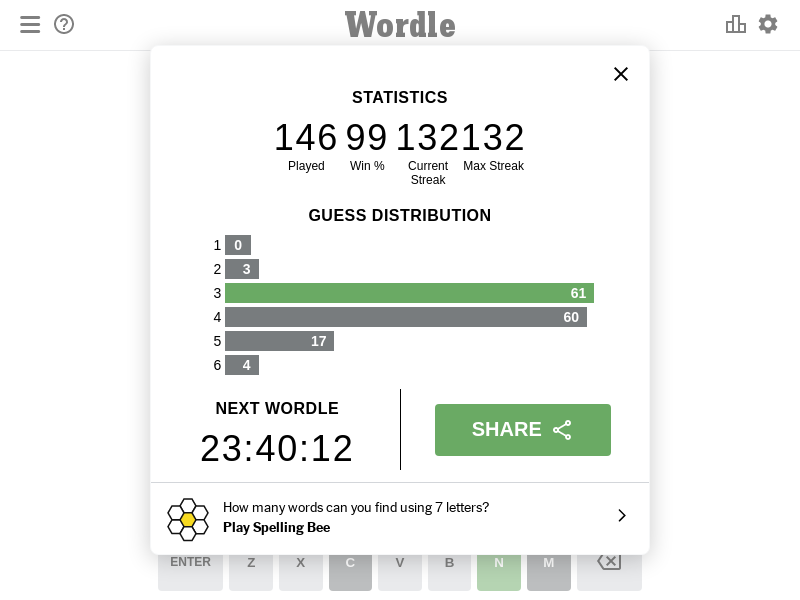 Wordle
STATISTICS
146 99 132 132
Played Win % Current Streak Max Streak
GUESS DISTRIBUTION
1 0
2 3
3 61
4 60
5 17
6 4
NEXT WORDLE
23:40:12
SHARE
How many words can you find using 7 letters?
Play Spelling Bee
ENTER Z X C V B N M